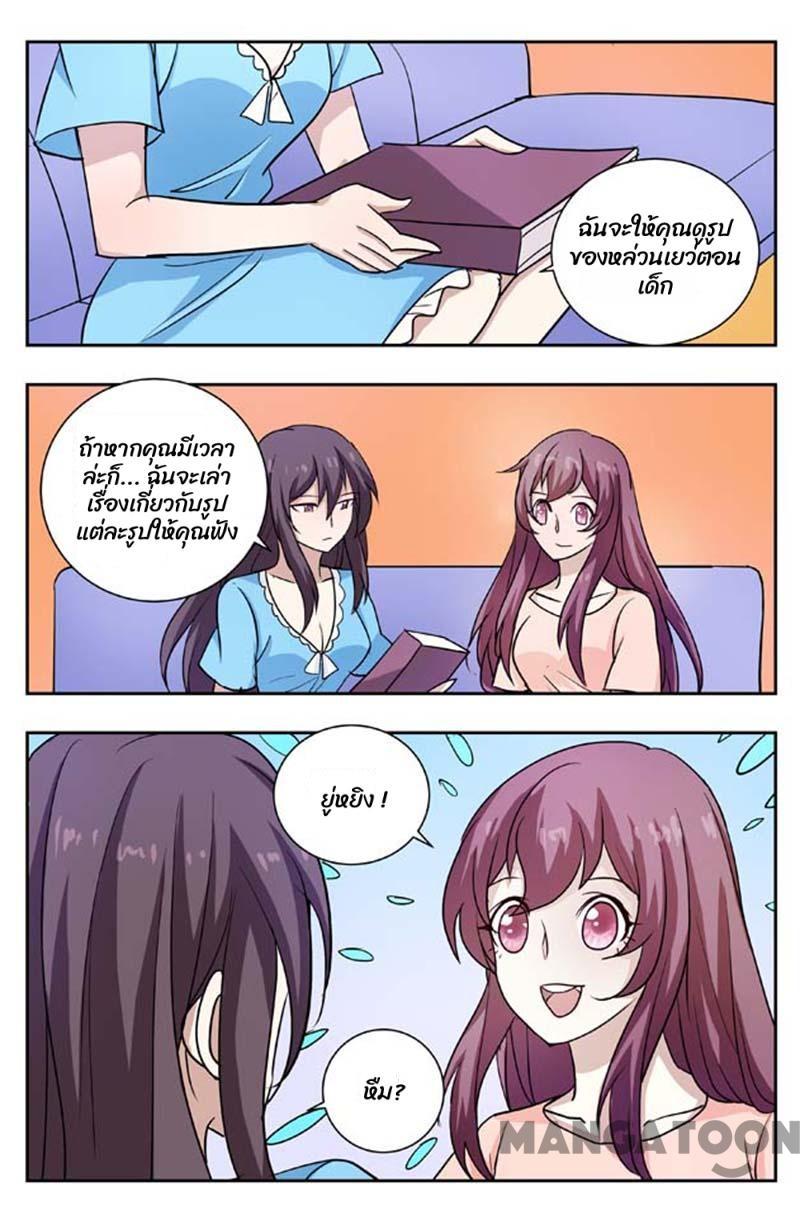 ฉันจะให้คุณดูรูป
ของหล่วนเยว่ตอน
เด็ก
ถ้าหากคุณมีเวลา
ล่ะก็... ฉันจะเล่า
เรื่องเกี่ยวกับรูป
แต่ละรูปให้คุณฟัง
ยู่หยิง !
หืม?
MANGATOON